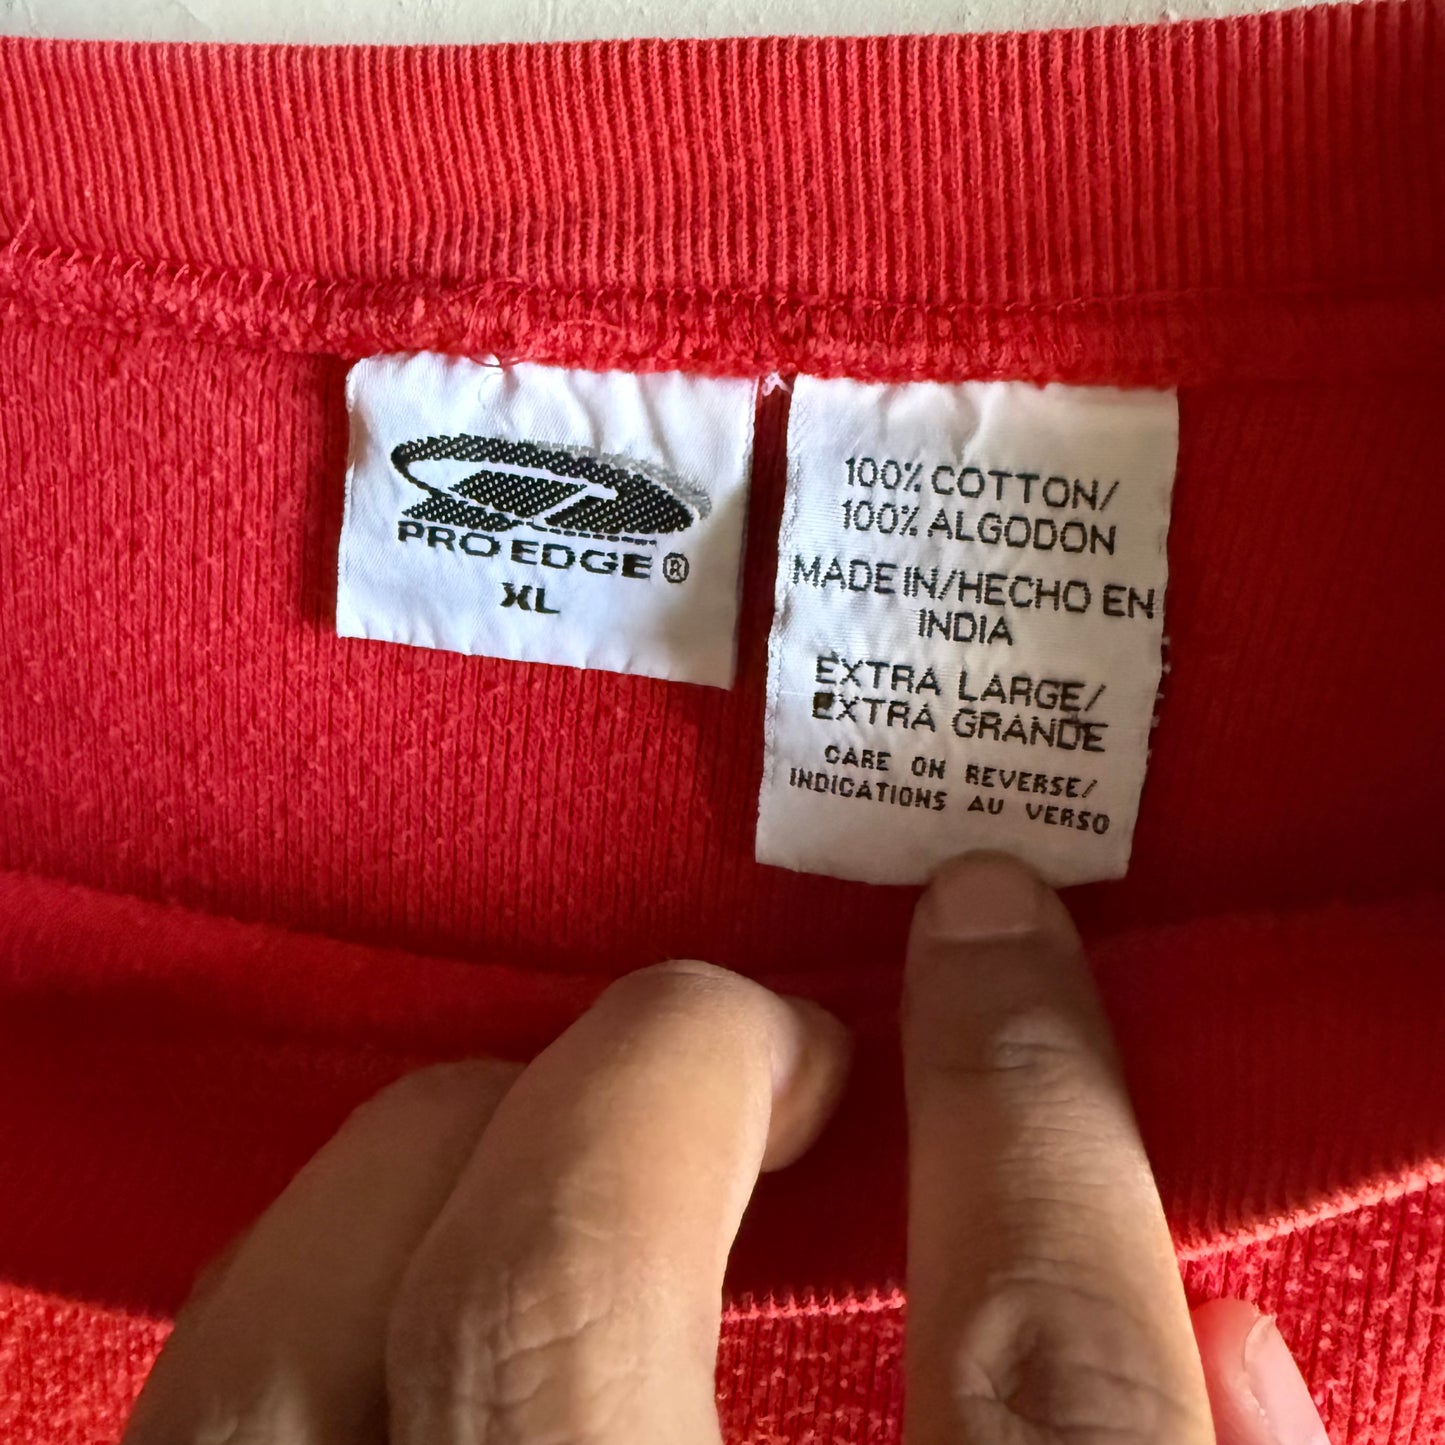 PRO EDGE®
XL
100% COTTON/
100% ALGODON
MADE IN/HECHO EN
INDIA
EXTRA LARGE/
EXTRA GRANDE
CARE ON REVERSE/
INDICATIONS AU VERSO